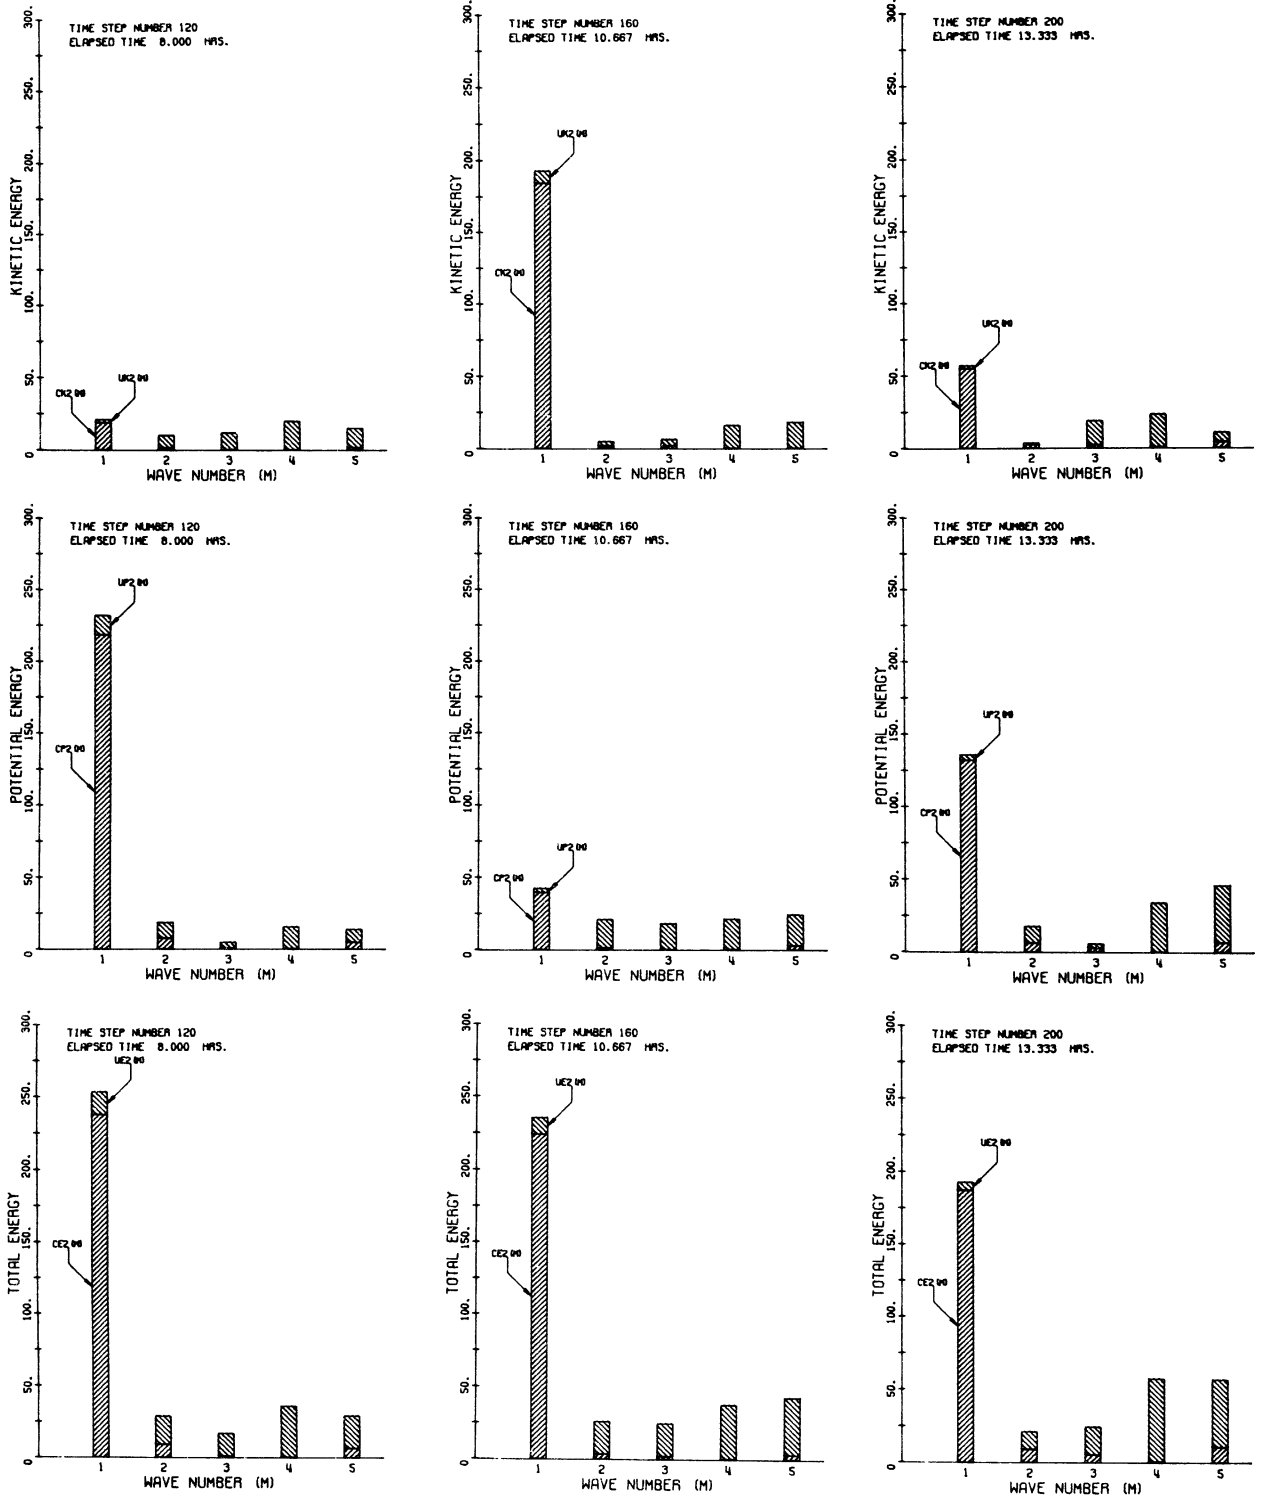 TIME STEP NUMBER 120
ELAPSED TIME 8.000 HRS.
KINETIC ENERGY
300.
250.
200.
150.
100.
50.
0
CK2(M)
UK2(M)
1 2 3 4 5
WAVE NUMBER (M)
TIME STEP NUMBER 160
ELAPSED TIME 10.667 HRS.
KINETIC ENERGY
300.
250.
200.
150.
100.
50.
0
UK2(M)
CK2(M)
1 2 3 4 5
WAVE NUMBER (M)
TIME STEP NUMBER 200
ELAPSED TIME 13.333 HRS.
KINETIC ENERGY
300.
250.
200.
150.
100.
50.
0
UK2(M)
CK2(M)
1 2 3 4 5
WAVE NUMBER (M)
TIME STEP NUMBER 120
ELAPSED TIME 8.000 HRS.
POTENTIAL ENERGY
300.
250.
200.
150.
100.
50.
0
UP2(M)
CP2(M)
1 2 3 4 5
WAVE NUMBER (M)
TIME STEP NUMBER 160
ELAPSED TIME 10.667 HRS.
POTENTIAL ENERGY
300.
250.
200.
150.
100.
50.
0
UP2(M)
CP2(M)
1 2 3 4 5
WAVE NUMBER (M)
TIME STEP NUMBER 200
ELAPSED TIME 13.333 HRS.
POTENTIAL ENERGY
300.
250.
200.
150.
100.
50.
0
UP2(M)
CP2(M)
1 2 3 4 5
WAVE NUMBER (M)
TIME STEP NUMBER 120
ELAPSED TIME 8.000 HRS.
TOTAL ENERGY
300.
250.
200.
150.
100.
50.
0
UE2(M)
CE2(M)
1 2 3 4 5
WAVE NUMBER (M)
TIME STEP NUMBER 160
ELAPSED TIME 10.667 HRS.
TOTAL ENERGY
300.
250.
200.
150.
100.
50.
0
UE2(M)
CE2(M)
1 2 3 4 5
WAVE NUMBER (M)
TIME STEP NUMBER 200
ELAPSED TIME 13.333 HRS.
TOTAL ENERGY
300.
250.
200.
150.
100.
50.
0
UE2(M)
CE2(M)
1 2 3 4 5
WAVE NUMBER (M)